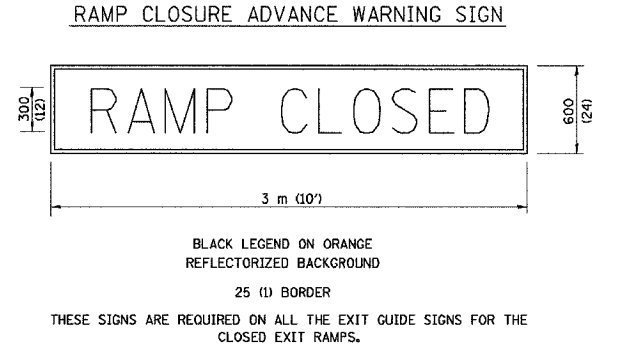 RAMP CLOSURE ADVANCE WARNING SIGN
RAMP CLOSED
300
(12)
600
(24)
3 m (10')
BLACK LEGEND ON ORANGE
REFLECTORIZED BACKGROUND
25 (1) BORDER
THESE SIGNS ARE REQUIRED ON ALL THE EXIT GUIDE SIGNS FOR THE
CLOSED EXIT RAMPS.